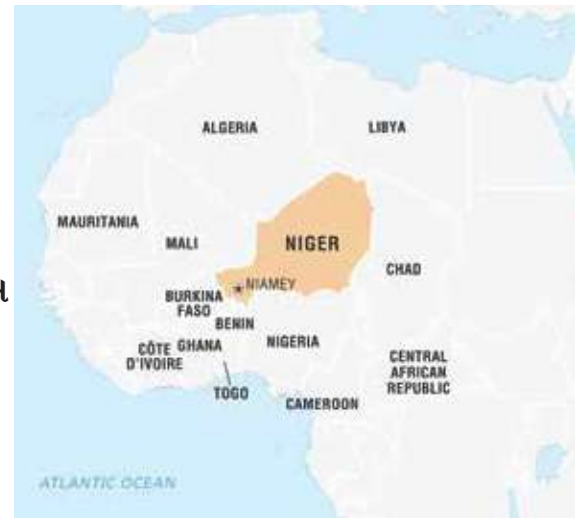 ALGERIA
LIBYA
MAURITANIA
MALI
NIGER
CHAD
NIAMEY
BURKINA
FASO
BENIN
NIGERIA
CÔTE
D'IVOIRE
GHANA
TOGO
CENTRAL
AFRICAN
REPUBLIC
CAMEROON
ATLANTIC OCEAN